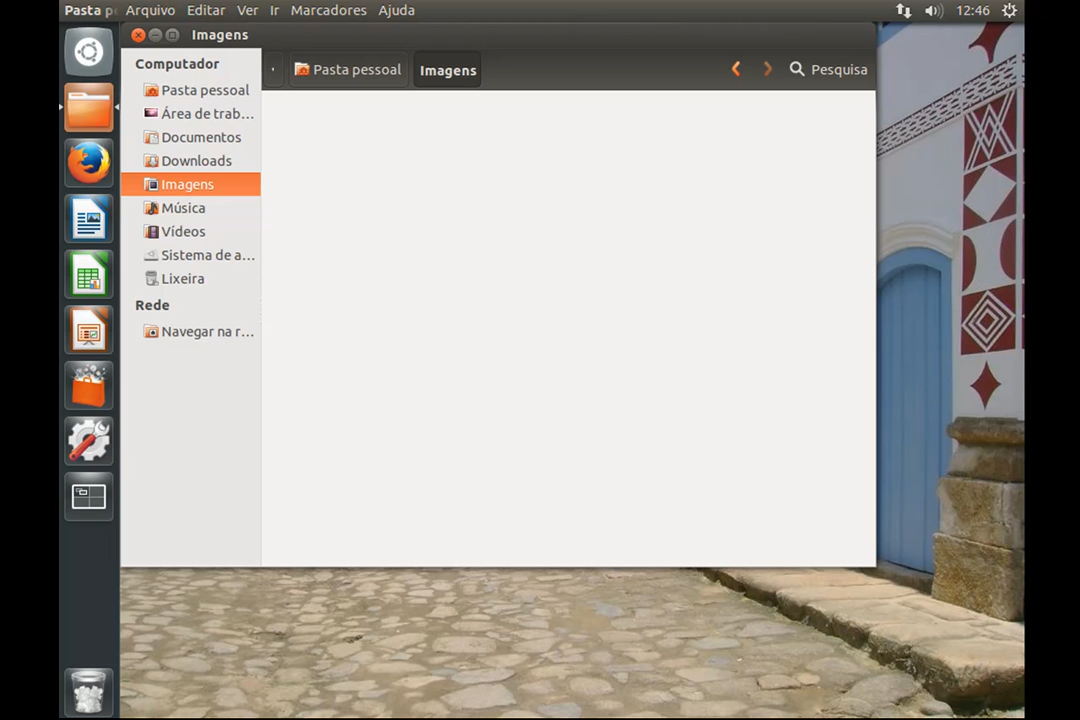 Pasta p Arquivo Editar Ver Ir Marcadores Ajuda 12:46
Imagens
Computador
Pasta pessoal
Área de trab...
Documentos
Downloads
Imagens
Música
Vídeos
Sistema de a...
Lixeira
Rede
Navegar na r...
Pasta pessoal Imagens Pesquisa